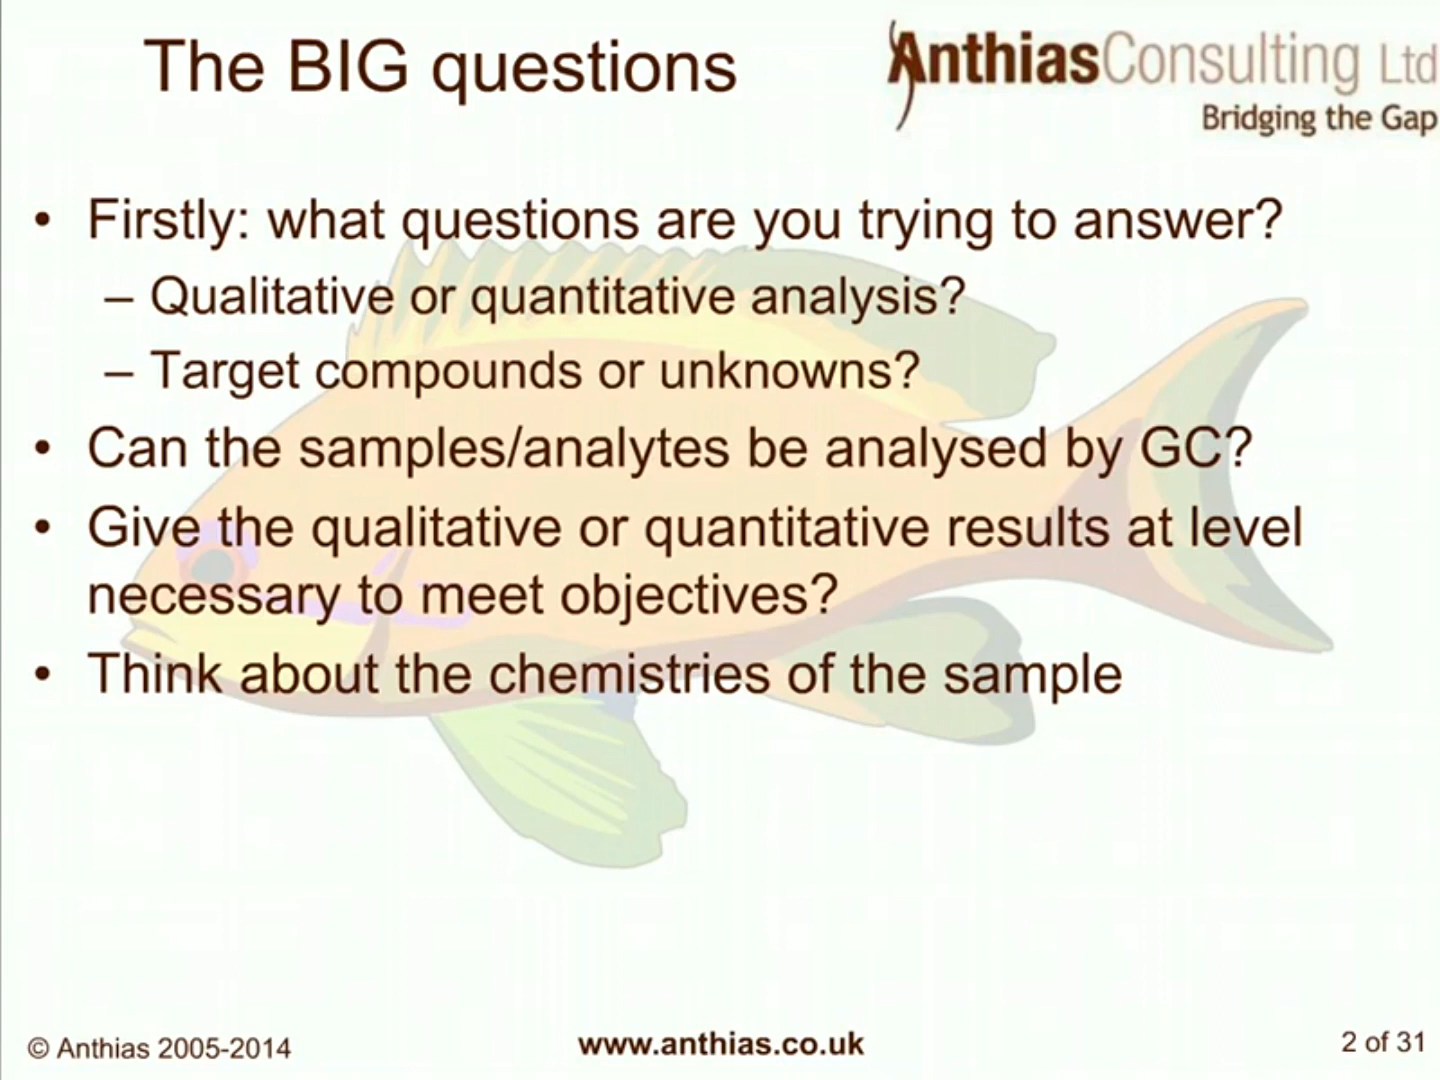 The BIG questions
AnthiasConsulting Ltd
Bridging the Gap
• Firstly: what questions are you trying to answer?
– Qualitative or quantitative analysis?
– Target compounds or unknowns?
• Can the samples/analytes be analysed by GC?
• Give the qualitative or quantitative results at level
necessary to meet objectives?
• Think about the chemistries of the sample
© Anthias 2005-2014
www.anthias.co.uk
2 of 31